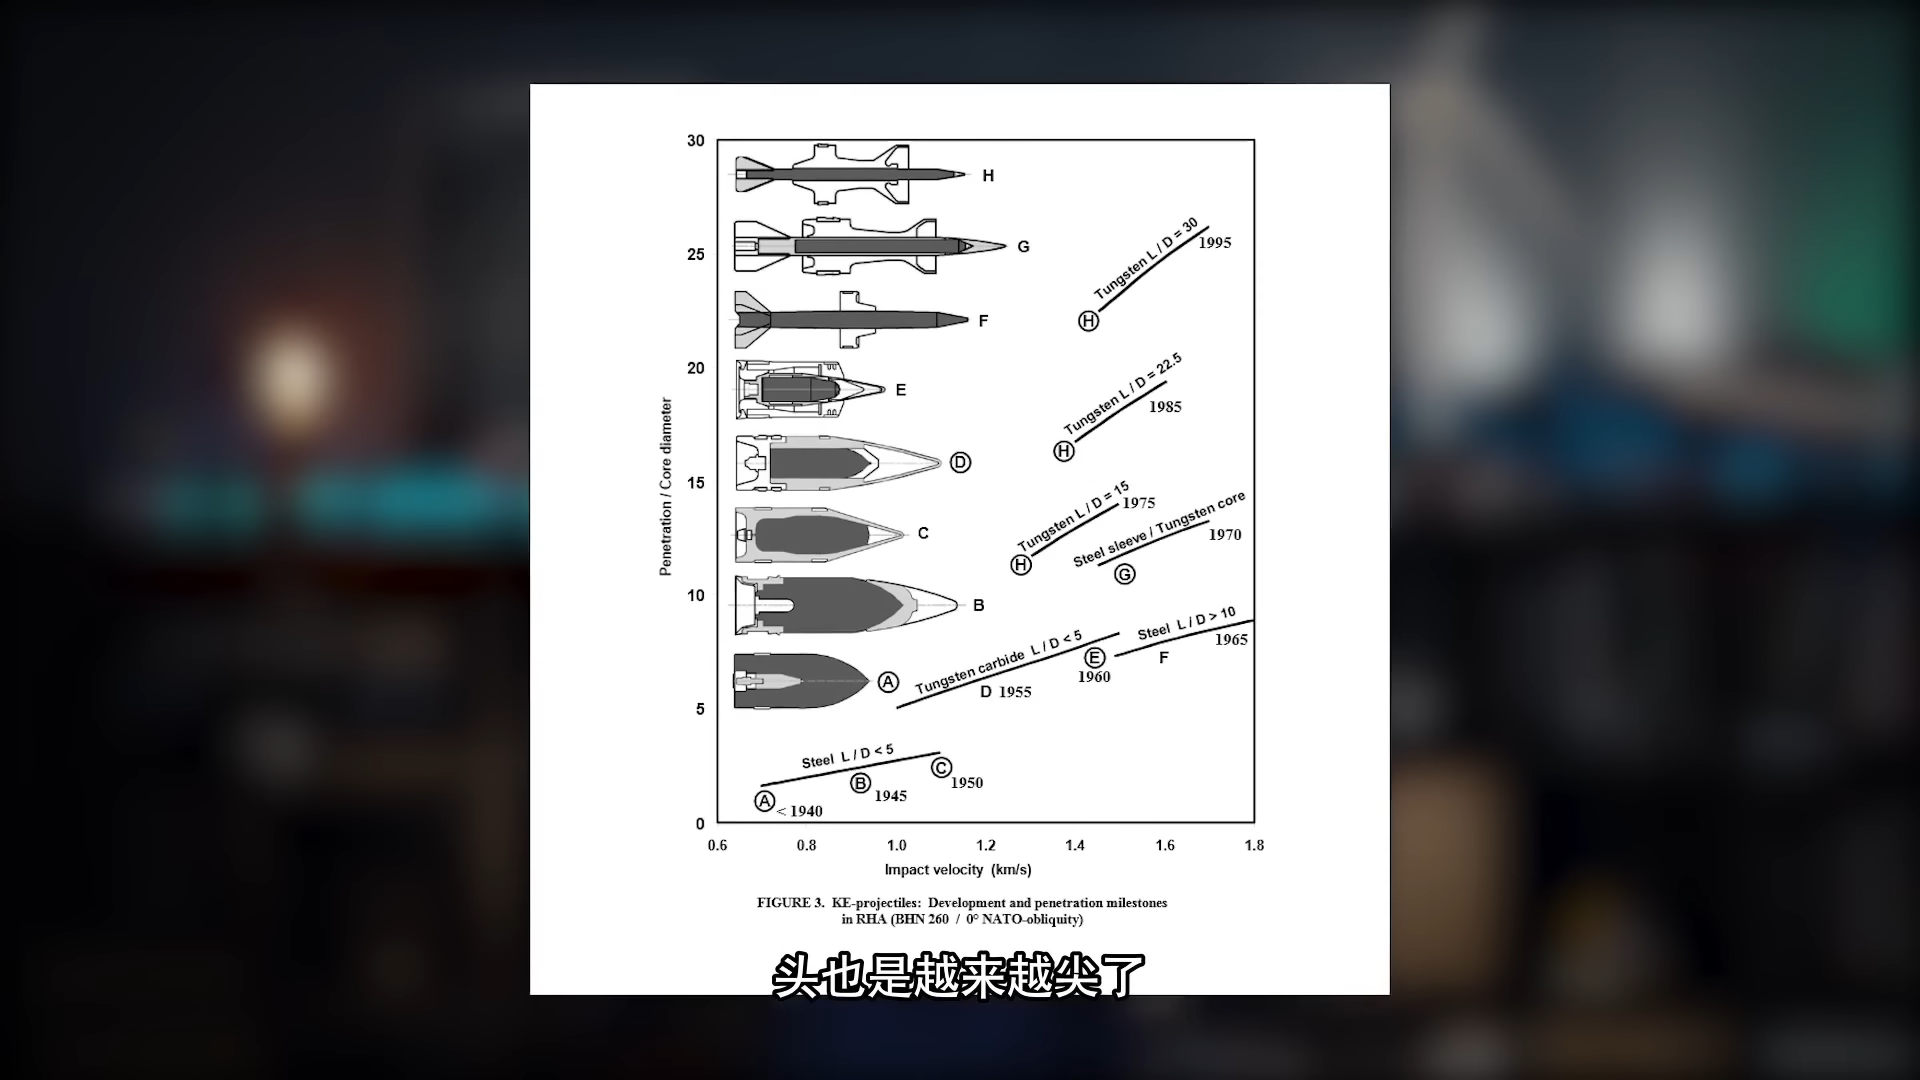 30
H
Tungsten L / D = 30
1995
25
G
H
F
20
Tungsten L / D = 22.5
1985
E
H
D
15
Tungsten L / D = 15
1975
Steel sleeve / Tungsten core
1970
C
H
G
10
B
Steel L / D > 10
1965
Tungsten carbide L / D < 5
E
F
1960
A
D 1955
5
Steel L / D < 5
C
1950
B
1945
A
< 1940
0
Penetration / Core diameter
0.6 0.8 1.0 1.2 1.4 1.6 1.8
Impact velocity (km/s)
FIGURE 3. KE-projectiles: Development and penetration milestones
in RHA (BHN 260 / 0° NATO-obliquity)
头也是越来越尖了